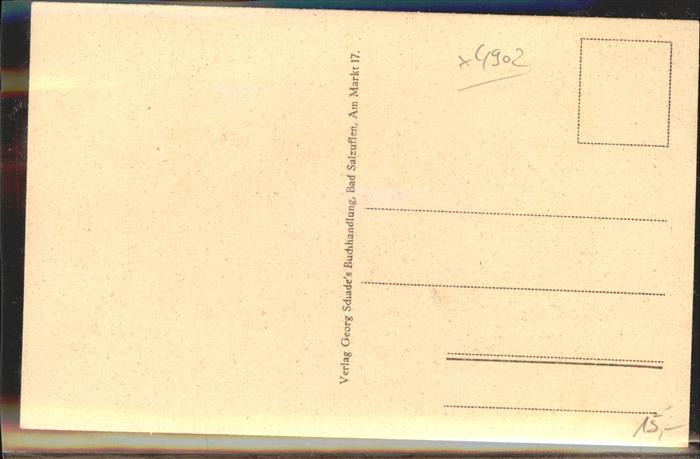 x4902
Verlag Georg Schade's Buchhandlung, Bad Salzuflen, Am Markt 17.
15,-